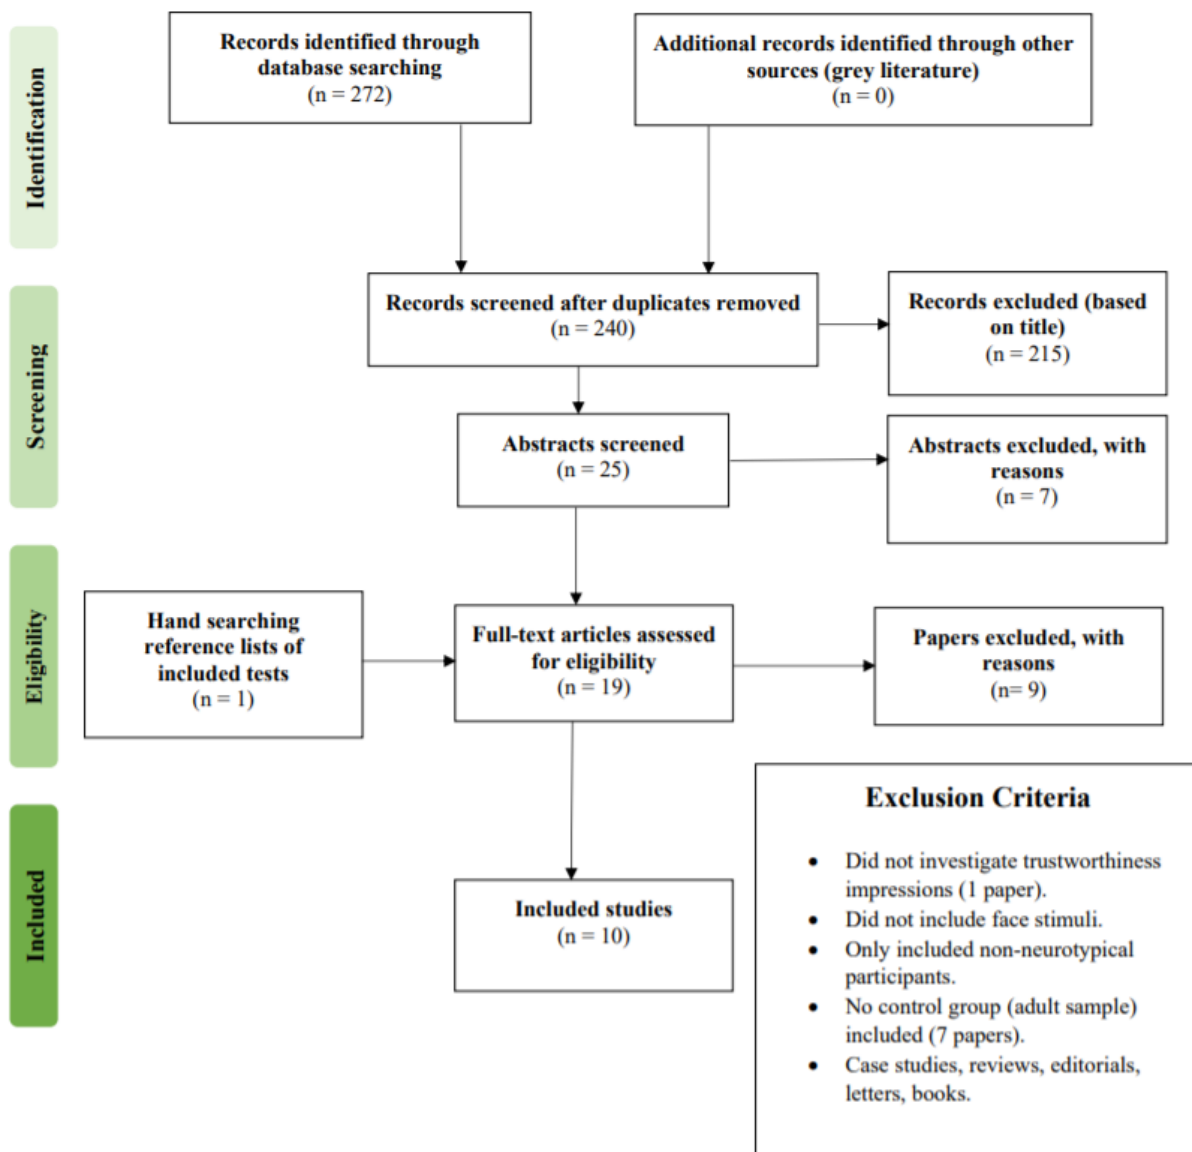 Identification
Records identified through
database searching
(n = 272)
Additional records identified through other
sources (grey literature)
(n = 0)
Screening
Records screened after duplicates removed
(n = 240)
Records excluded (based
on title)
(n = 215)
Abstracts screened
(n = 25)
Abstracts excluded, with
reasons
(n = 7)
Eligibility
Hand searching
reference lists of
included tests
(n = 1)
Full-text articles assessed
for eligibility
(n = 19)
Papers excluded, with
reasons
(n= 9)
Included
Included studies
(n = 10)
Exclusion Criteria
• Did not investigate trustworthiness
impressions (1 paper).
• Did not include face stimuli.
• Only included non-neurotypical
participants.
• No control group (adult sample)
included (7 papers).
• Case studies, reviews, editorials,
letters, books.